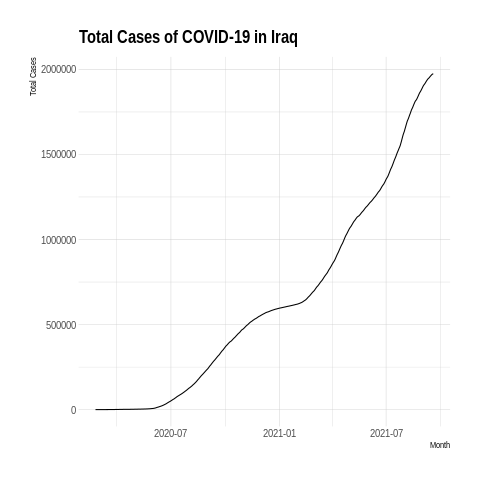 Total Cases of COVID-19 in Iraq
Total Cases
2000000
1500000
1000000
500000
0
2020-07
2021-01
2021-07
Month